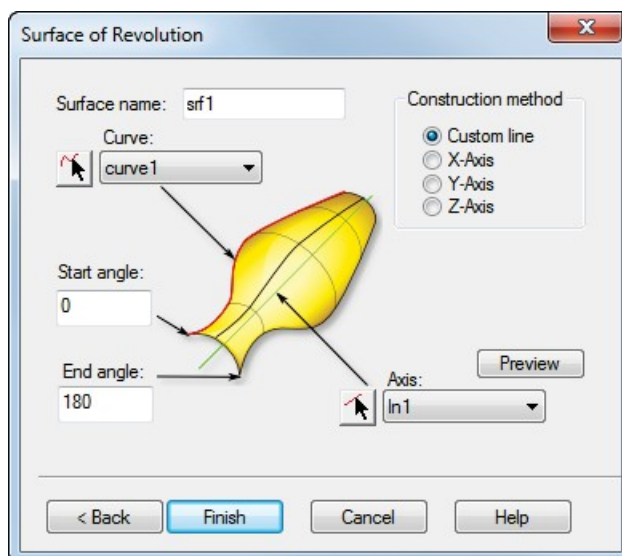 Surface of Revolution
Surface name: srf1
Construction method
Custom line
X-Axis
Y-Axis
Z-Axis
Curve:
curve1
Start angle:
0
End angle:
180
Preview
Axis:
ln1
< Back
Finish
Cancel
Help